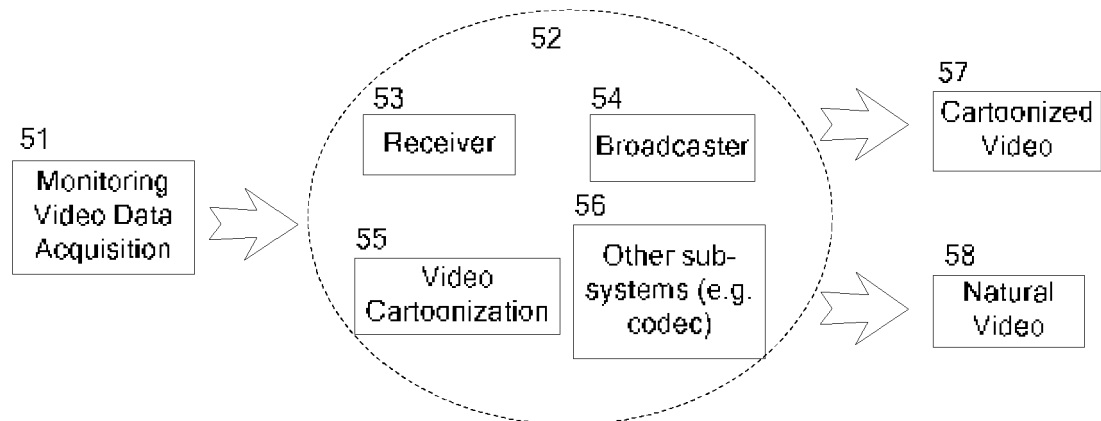 52
53
Receiver
54
Broadcaster
57
Cartoonized
Video
51
Monitoring
Video Data
Acquisition
55
Video
Cartoonization
56
Other sub-
systems (e.g.
codec)
58
Natural
Video